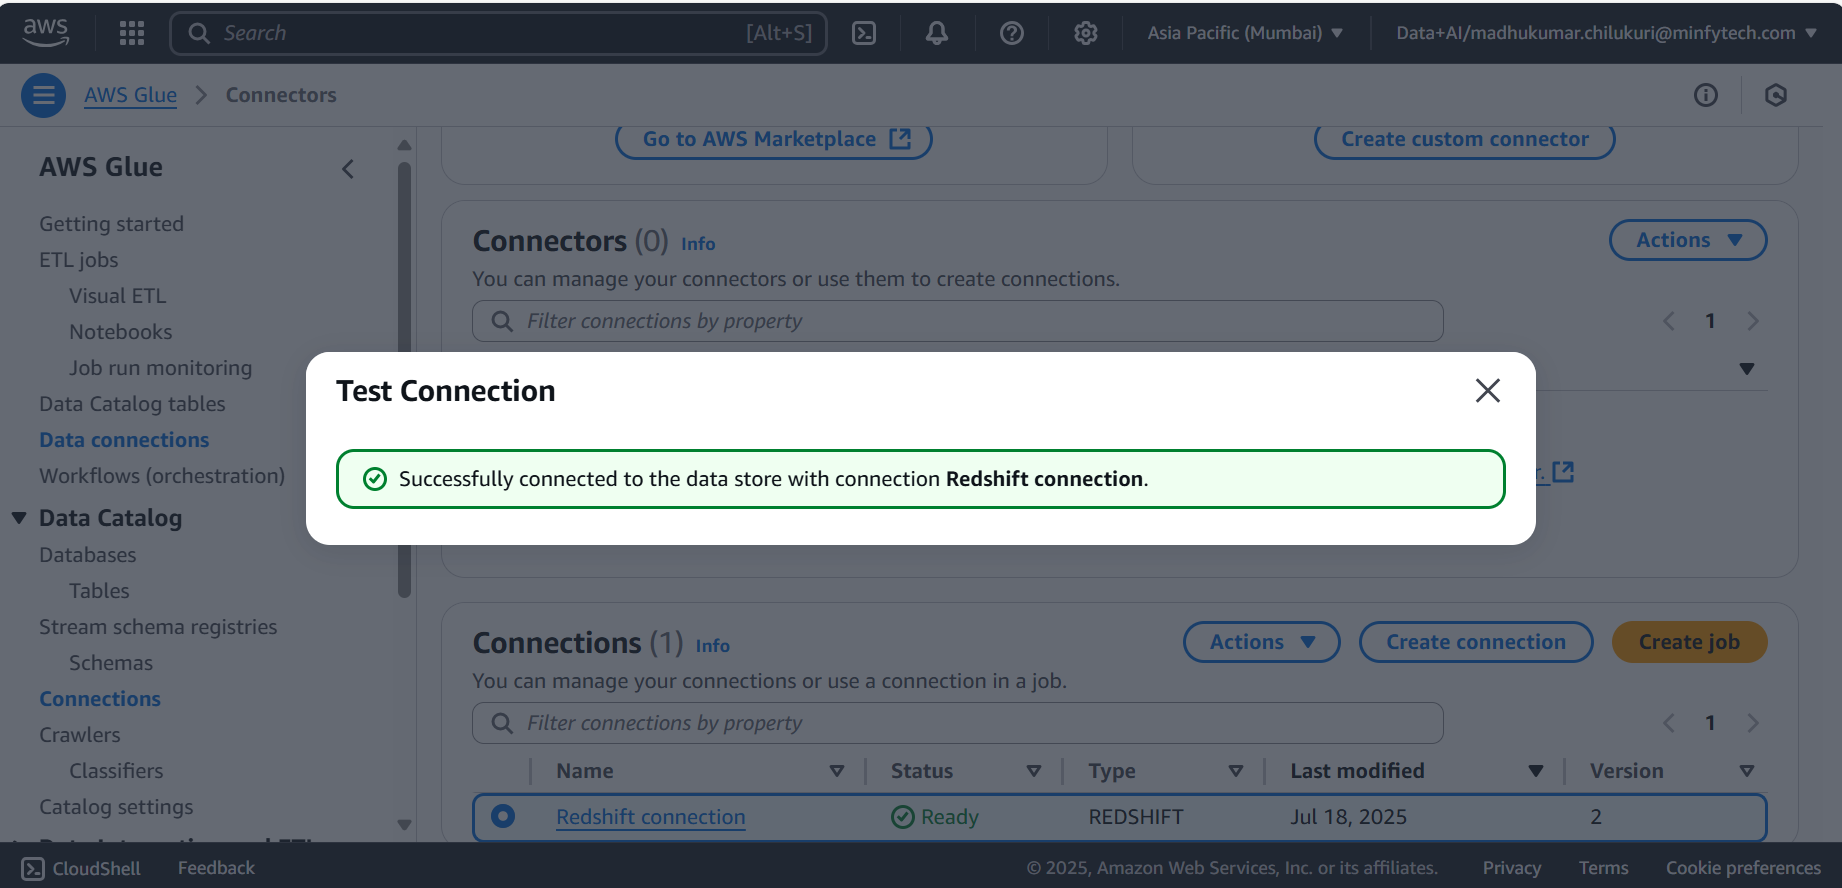 aws
Search [Alt+S]
Asia Pacific (Mumbai)
Data+AI/madhukumar.chilukuri@minfytech.com
AWS Glue
Connectors
AWS Glue
Getting started
ETL jobs
Visual ETL
Notebooks
Job run monitoring
Data Catalog tables
Data connections
Workflows (orchestration)
Data Catalog
Databases
Tables
Stream schema registries
Schemas
Connections
Crawlers
Classifiers
Catalog settings
Go to AWS Marketplace
Create custom connector
Connectors (0) Info
Actions
You can manage your connectors or use them to create connections.
Filter connections by property
1
Test Connection
Successfully connected to the data store with connection Redshift connection.
Connections (1) Info
Actions
Create connection
Create job
You can manage your connections or use a connection in a job.
Filter connections by property
1
Name Status Type Last modified Version
Redshift connection Ready REDSHIFT Jul 18, 2025 2
CloudShell Feedback
© 2025, Amazon Web Services, Inc. or its affiliates. Privacy Terms Cookie preferences